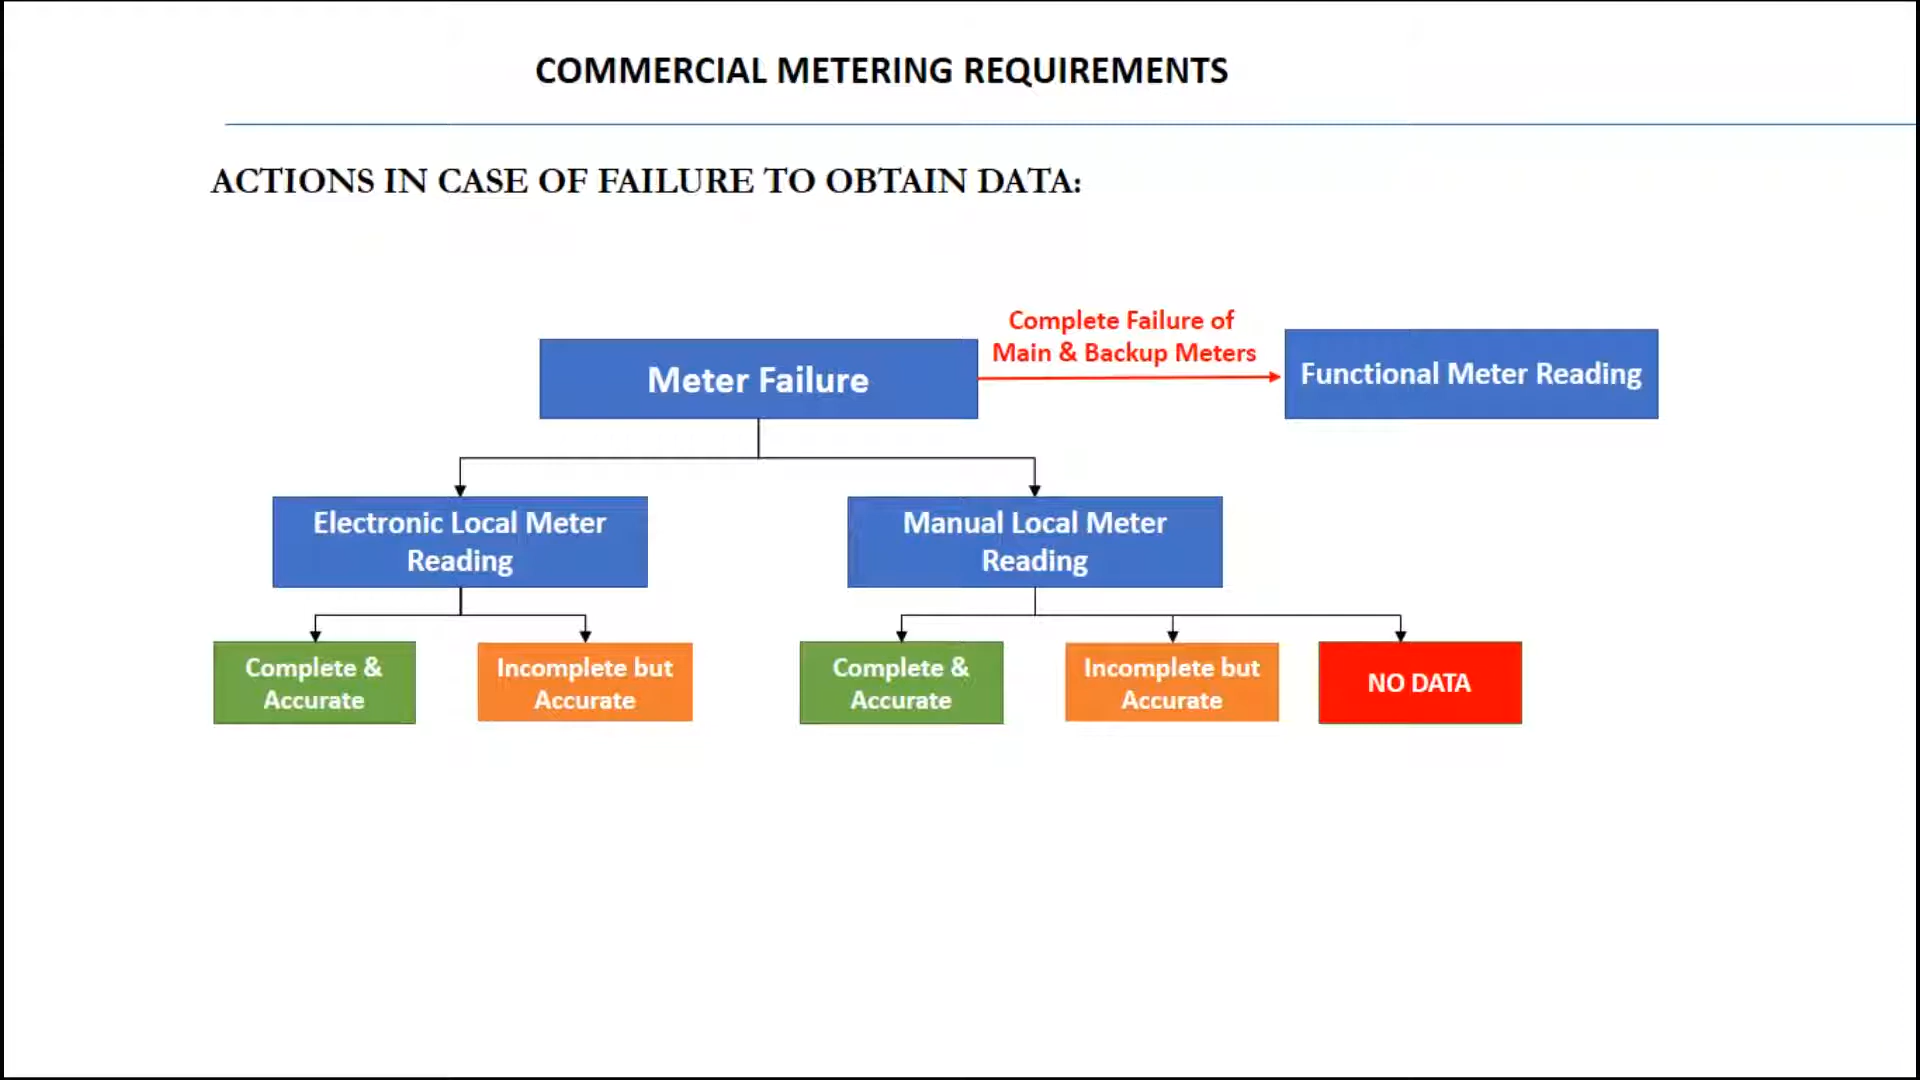 COMMERCIAL METERING REQUIREMENTS
ACTIONS IN CASE OF FAILURE TO OBTAIN DATA:
Complete Failure of
Main & Backup Meters
Meter Failure
Functional Meter Reading
Electronic Local Meter
Reading
Manual Local Meter
Reading
Complete &
Accurate
Incomplete but
Accurate
Complete &
Accurate
Incomplete but
Accurate
NO DATA